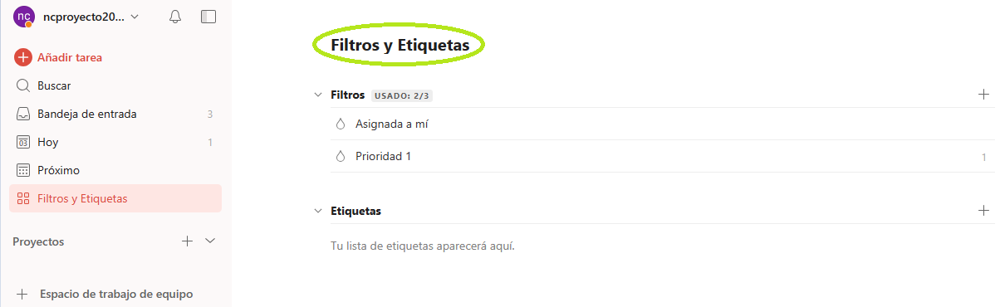 nc ncproyecto20...
Añadir tarea
Buscar
Bandeja de entrada 3
03 Hoy 1
Próximo
Filtros y Etiquetas
Proyectos
Espacio de trabajo de equipo
Filtros y Etiquetas
Filtros USADO: 2/3
Asignada a mí
Prioridad 1 1
Etiquetas
Tu lista de etiquetas aparecerá aquí.